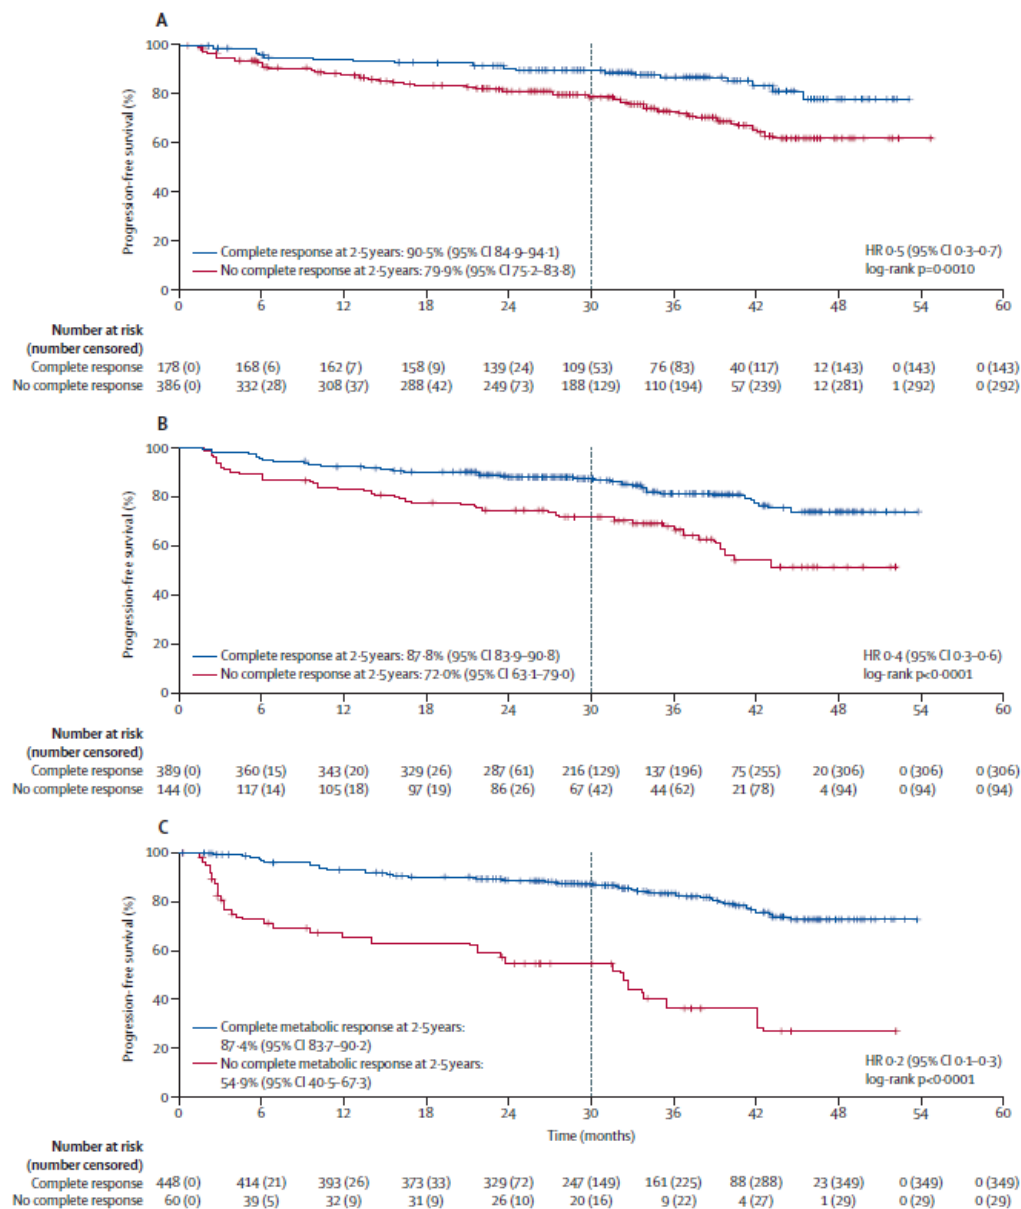 A
Progression-free survival (%)
100
80
60
40
20
0
Complete response at 2·5 years: 90·5% (95% CI 84·9–94·1)
No complete response at 2·5 years: 79·9% (95% CI 75·2–83·8)
HR 0·5 (95% CI 0·3–0·7)
log-rank p=0·0010
0 6 12 18 24 30 36 42 48 54 60
Number at risk
(number censored)
Complete response 178 (0) 168 (6) 162 (7) 158 (9) 139 (24) 109 (53) 76 (83) 40 (117) 12 (143) 0 (143) 0 (143)
No complete response 386 (0) 332 (28) 308 (37) 288 (42) 249 (73) 188 (129) 110 (194) 57 (239) 12 (281) 1 (292) 0 (292)
B
Progression-free survival (%)
100
80
60
40
20
0
Complete response at 2·5 years: 87·8% (95% CI 83·9–90·8)
No complete response at 2·5 years: 72·0% (95% CI 63·1–79·0)
HR 0·4 (95% CI 0·3–0·6)
log-rank p<0·0001
0 6 12 18 24 30 36 42 48 54 60
Number at risk
(number censored)
Complete response 389 (0) 360 (15) 343 (20) 329 (26) 287 (61) 216 (129) 137 (196) 75 (255) 20 (306) 0 (306) 0 (306)
No complete response 144 (0) 117 (14) 105 (18) 97 (19) 86 (26) 67 (42) 44 (62) 21 (78) 4 (94) 0 (94) 0 (94)
C
Progression-free survival (%)
100
80
60
40
20
0
Complete metabolic response at 2·5 years:
87·4% (95% CI 83·7–90·2)
No complete metabolic response at 2·5 years:
54·9% (95% CI 40·5–67·3)
HR 0·2 (95% CI 0·1–0·3)
log-rank p<0·0001
0 6 12 18 24 30 36 42 48 54 60
Time (months)
Number at risk
(number censored)
Complete response 448 (0) 414 (21) 393 (26) 373 (33) 329 (72) 247 (149) 161 (225) 88 (288) 23 (349) 0 (349) 0 (349)
No complete response 60 (0) 39 (5) 32 (9) 31 (9) 26 (10) 20 (16) 9 (22) 4 (27) 1 (29) 0 (29) 0 (29)